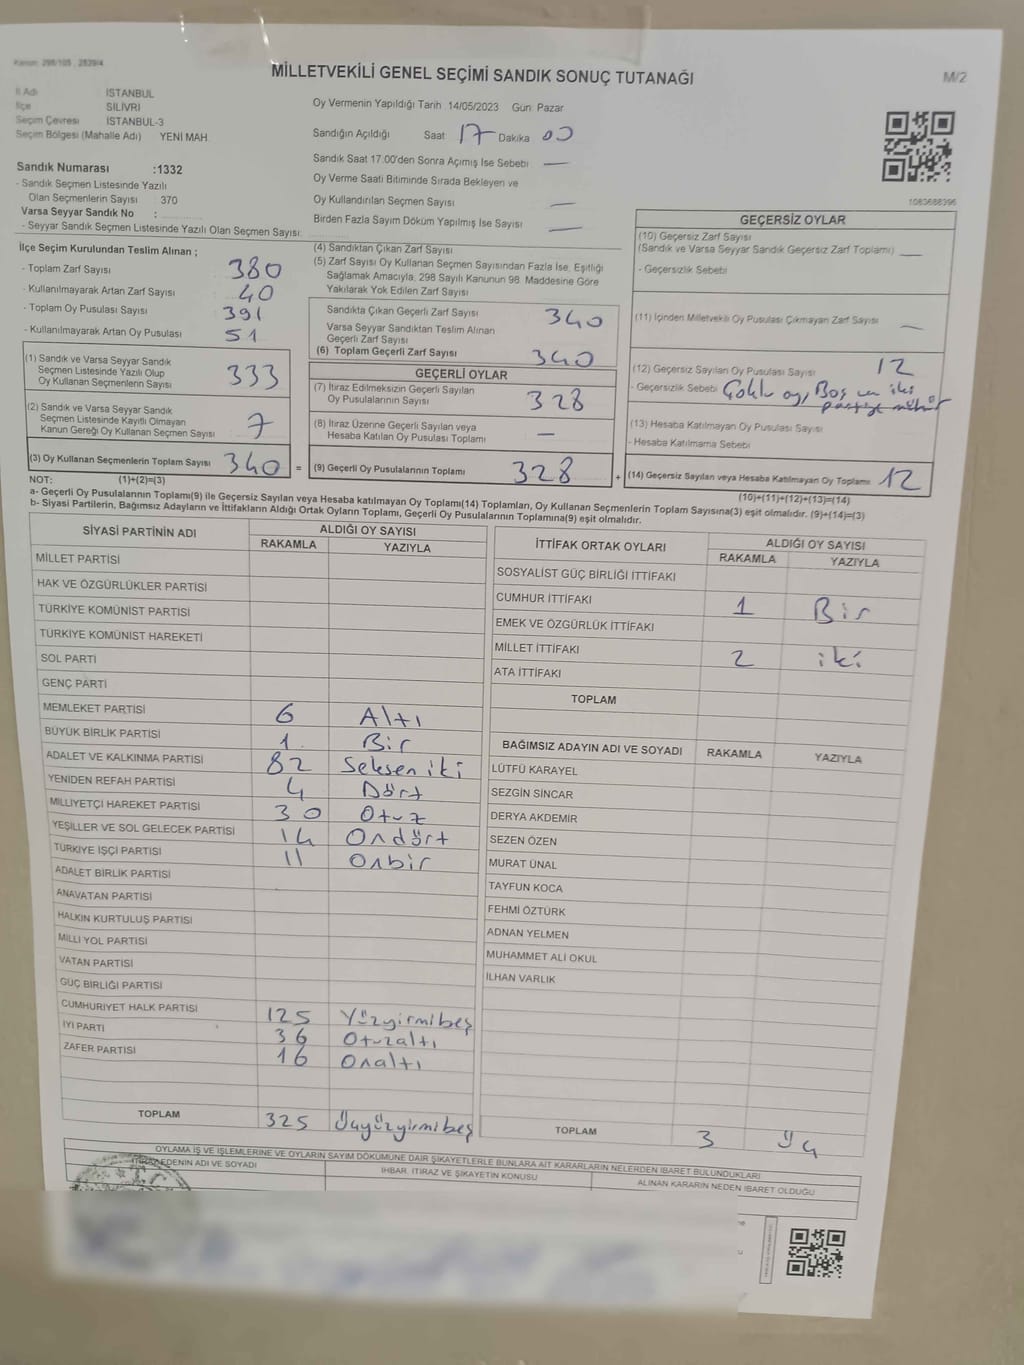 Kanun: 298/105 , 2839/4
MİLLETVEKİLİ GENEL SEÇİMİ SANDIK SONUÇ TUTANAĞI
M/2
İl Adı İSTANBUL
İlçe SİLİVRİ
Seçim Çevresi İSTANBUL-3
Seçim Bölgesi (Mahalle Adı) YENİ MAH.
Sandık Numarası :1332
- Sandık Seçmen Listesinde Yazılı
Olan Seçmenlerin Sayısı : 370
Varsa Seyyar Sandık No :
- Seyyar Sandık Seçmen Listesinde Yazılı Olan Seçmen Sayısı:
Oy Vermenin Yapıldığı Tarih :14/05/2023 Gün: Pazar
Sandığın Açıldığı Saat 17 Dakika 00
Sandık Saat 17.00'den Sonra Açımış İse Sebebi —
Oy Verme Saati Bitiminde Sırada Bekleyen ve
Oy Kullandırılan Seçmen Sayısı —
Birden Fazla Sayım Döküm Yapılmış İse Sayısı —
1083688396
İlçe Seçim Kurulundan Teslim Alınan ;
- Toplam Zarf Sayısı 380
- Kullanılmayarak Artan Zarf Sayısı : 40
- Toplam Oy Pusulası Sayısı : 391
- Kullanılmayarak Artan Oy Pusulası : 51
(1) Sandık ve Varsa Seyyar Sandık
Seçmen Listesinde Yazılı Olup
Oy Kullanan Seçmenlerin Sayısı 333
(2) Sandık ve Varsa Seyyar Sandık
Seçmen Listesinde Kayıtlı Olmayan
Kanun Gereği Oy Kullanan Seçmen Sayısı 7
(3) Oy Kullanan Seçmenlerin Toplam Sayısı 340 =
(4) Sandıktan Çıkan Zarf Sayısı
(5) Zarf Sayısı Oy Kullanan Seçmen Sayısından Fazla İse, Eşitliği
Sağlamak Amacıyla, 298 Sayılı Kanunun 98. Maddesine Göre
Yakılarak Yok Edilen Zarf Sayısı
Sandıkta Çıkan Geçerli Zarf Sayısı 340
Varsa Seyyar Sandıktan Teslim Alınan
Geçerli Zarf Sayısı
(6) Toplam Geçerli Zarf Sayısı 340
GEÇERLİ OYLAR
(7) İtiraz Edilmeksizin Geçerli Sayılan
Oy Pusulalarının Sayısı 328
(8) İtiraz Üzerine Geçerli Sayılan veya
Hesaba Katılan Oy Pusulası Toplamı —
(9) Geçerli Oy Pusulalarının Toplamı 328 +
GEÇERSİZ OYLAR
(10) Geçersiz Zarf Sayısı
(Sandık ve Varsa Seyyar Sandık Geçersiz Zarf Toplamı) —
- Geçersizlik Sebebi
(11) İçinden Milletvekili Oy Pusulası Çıkmayan Zarf Sayısı —
(12) Geçersiz Sayılan Oy Pusulası Sayısı 12
- Geçersizlik Sebebi Çoklu oy, Boş ve iki
partiye mühür
(13) Hesaba Katılmayan Oy Pusulası Sayısı
- Hesaba Katılmama Sebebi
(14) Geçersiz Sayılan veya Hesaba Katılmayan Oy Toplamı 12
NOT: (1)+(2)=(3)
(10)+(11)+(12)+(13)=(14)
a- Geçerli Oy Pusulalarının Toplamı(9) ile Geçersiz Sayılan veya Hesaba katılmayan Oy Toplamı(14) Toplamları, Oy Kullanan Seçmenlerin Toplam Sayısına(3) eşit olmalıdır. (9)+(14)=(3)
b- Siyasi Partilerin, Bağımsız Adayların ve İttifakların Aldığı Ortak Oyların Toplamı, Geçerli Oy Pusulalarının Toplamına(9) eşit olmalıdır.
SİYASİ PARTİNİN ADI
ALDIĞI OY SAYISI
RAKAMLA YAZIYLA
MİLLET PARTİSİ
HAK VE ÖZGÜRLÜKLER PARTİSİ
TÜRKİYE KOMÜNİST PARTİSİ
TÜRKİYE KOMÜNİST HAREKETİ
SOL PARTİ
GENÇ PARTİ
MEMLEKET PARTİSİ 6 Altı
BÜYÜK BİRLİK PARTİSİ 1 Bir
ADALET VE KALKINMA PARTİSİ 82 Seksen iki
YENİDEN REFAH PARTİSİ 4 Dört
MİLLİYETÇİ HAREKET PARTİSİ 30 Otuz
YEŞİLLER VE SOL GELECEK PARTİSİ 14 Ondört
TÜRKİYE İŞÇİ PARTİSİ 11 Onbir
ADALET BİRLİK PARTİSİ
ANAVATAN PARTİSİ
HALKIN KURTULUŞ PARTİSİ
MİLLİ YOL PARTİSİ
VATAN PARTİSİ
GÜÇ BİRLİĞİ PARTİSİ
CUMHURİYET HALK PARTİSİ 125 Yüzyirmibeş
İYİ PARTİ 36 Otuzaltı
ZAFER PARTİSİ 16 Onaltı
TOPLAM 325 Üçyüzyirmibeş
İTTİFAK ORTAK OYLARI
ALDIĞI OY SAYISI
RAKAMLA YAZIYLA
SOSYALİST GÜÇ BİRLİĞİ İTTİFAKI
CUMHUR İTTİFAKI 1 Bir
EMEK VE ÖZGÜRLÜK İTTİFAKI
MİLLET İTTİFAKI 2 iki
ATA İTTİFAKI
TOPLAM
BAĞIMSIZ ADAYIN ADI VE SOYADI RAKAMLA YAZIYLA
LÜTFÜ KARAYEL
SEZGİN SİNCAR
DERYA AKDEMİR
SEZEN ÖZEN
MURAT ÜNAL
TAYFUN KOCA
FEHMİ ÖZTÜRK
ADNAN YELMEN
MUHAMMET ALİ OKUL
İLHAN VARLIK
TOPLAM 3 Üç
OYLAMA İŞ VE İŞLEMLERİNE VE OYLARIN SAYIM DÖKÜMÜNE DAİR ŞİKAYETLERLE BUNLARA AİT KARARLARIN NELERDEN İBARET BULUNDUKLARI
EDENİN ADI VE SOYADI
İHBAR, İTİRAZ VE ŞİKAYETİN KONUSU
ALINAN KARARIN NEDEN İBARET OLDUĞU
T.C.